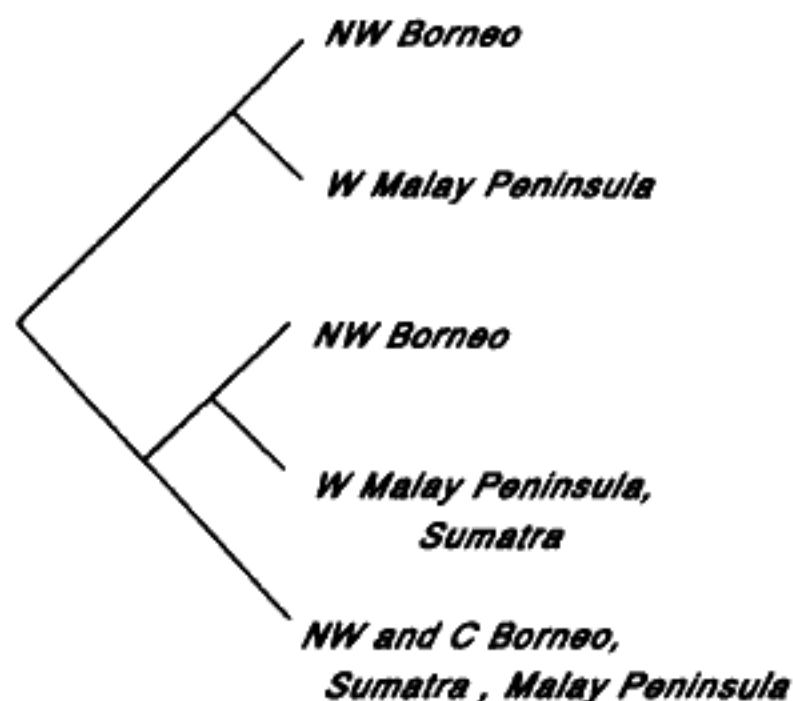 NW Borneo
W Malay Peninsula
NW Borneo
W Malay Peninsula,
Sumatra
NW and C Borneo,
Sumatra , Malay Peninsula